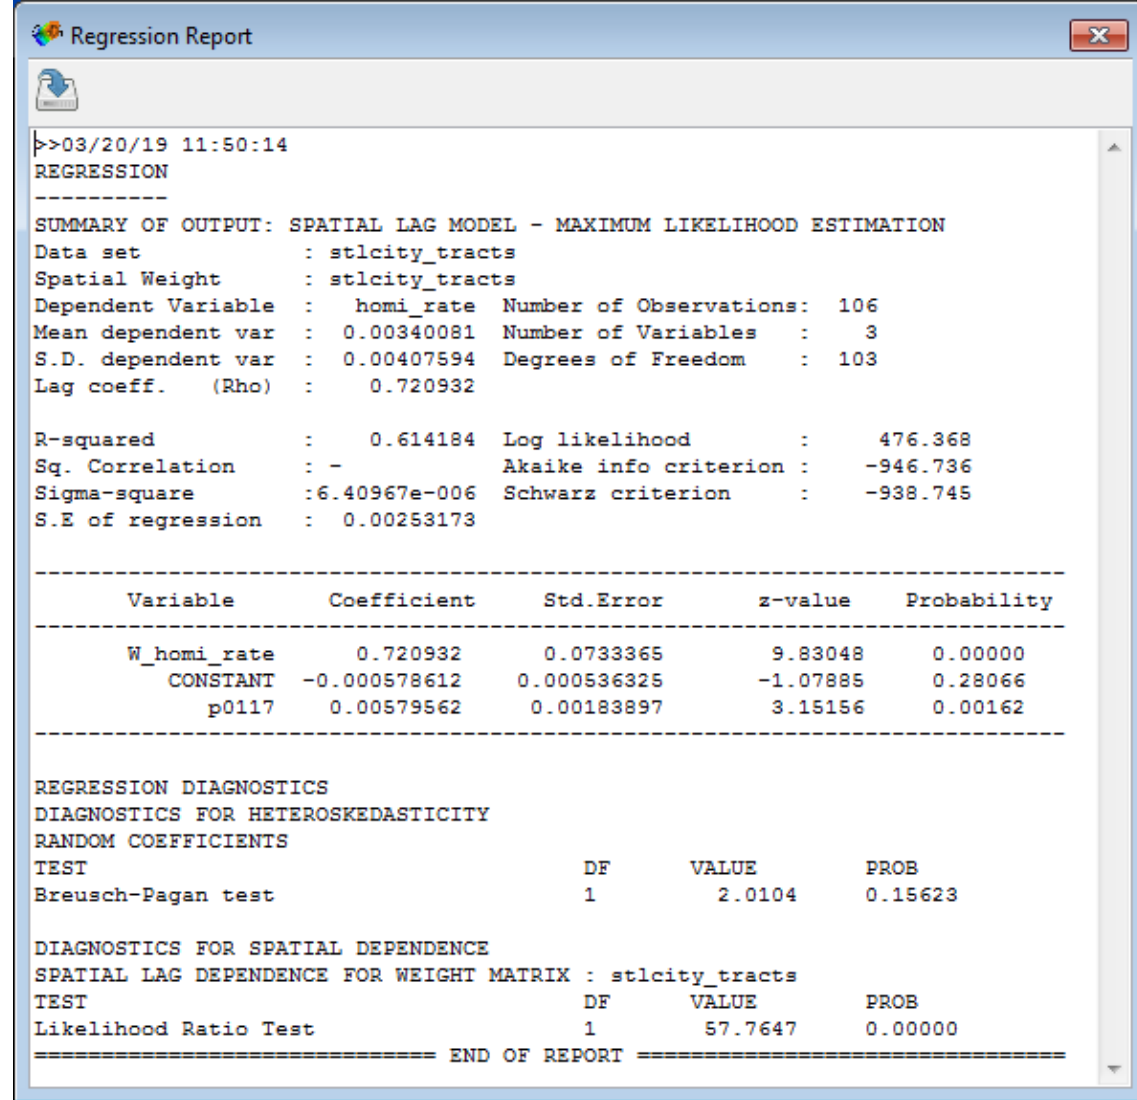 Regression Report
>>03/20/19 11:50:14
REGRESSION
----------
SUMMARY OF OUTPUT: SPATIAL LAG MODEL - MAXIMUM LIKELIHOOD ESTIMATION
Data set            : stlcity_tracts
Spatial Weight      : stlcity_tracts
Dependent Variable  :   homi_rate  Number of Observations:  106
Mean dependent var  :  0.00340081  Number of Variables   :    3
S.D. dependent var  :  0.00407594  Degrees of Freedom    :  103
Lag coeff.   (Rho)  :    0.720932

R-squared           :    0.614184  Log likelihood        :     476.368
Sq. Correlation     : -            Akaike info criterion :    -946.736
Sigma-square        :6.40967e-006  Schwarz criterion     :    -938.745
S.E of regression   :  0.00253173

-----------------------------------------------------------------------------
       Variable       Coefficient     Std.Error       z-value    Probability
-----------------------------------------------------------------------------
       W_homi_rate      0.720932      0.0733365        9.83048      0.00000
          CONSTANT  -0.000578612    0.000536325       -1.07885      0.28066
             p0117    0.00579562     0.00183897        3.15156      0.00162
-----------------------------------------------------------------------------

REGRESSION DIAGNOSTICS
DIAGNOSTICS FOR HETEROSKEDASTICITY
RANDOM COEFFICIENTS
TEST                                     DF      VALUE        PROB
Breusch-Pagan test                       1         2.0104     0.15623

DIAGNOSTICS FOR SPATIAL DEPENDENCE
SPATIAL LAG DEPENDENCE FOR WEIGHT MATRIX : stlcity_tracts
TEST                                     DF      VALUE        PROB
Likelihood Ratio Test                    1        57.7647     0.00000
============================== END OF REPORT ================================